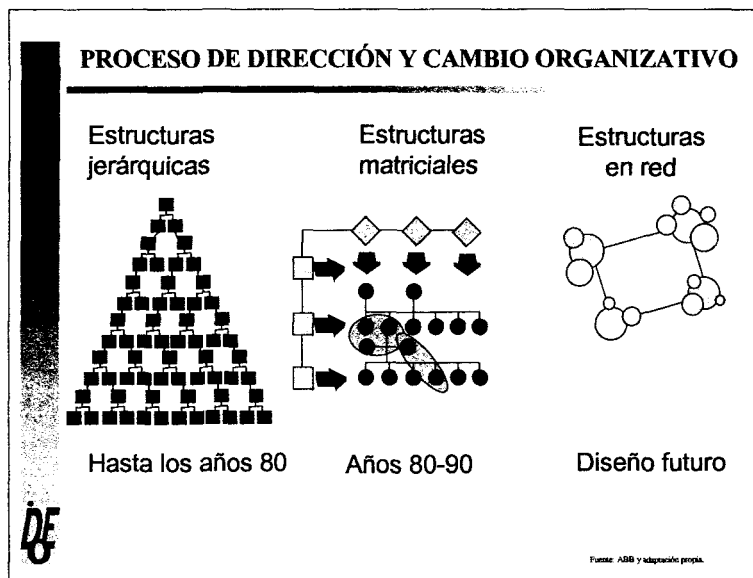 PROCESO DE DIRECCIÓN Y CAMBIO ORGANIZATIVO
Estructuras
jerárquicas
Estructuras
matriciales
Estructuras
en red
Hasta los años 80
Años 80-90
Diseño futuro
DOE
Fuente: ABB y adaptación propia.